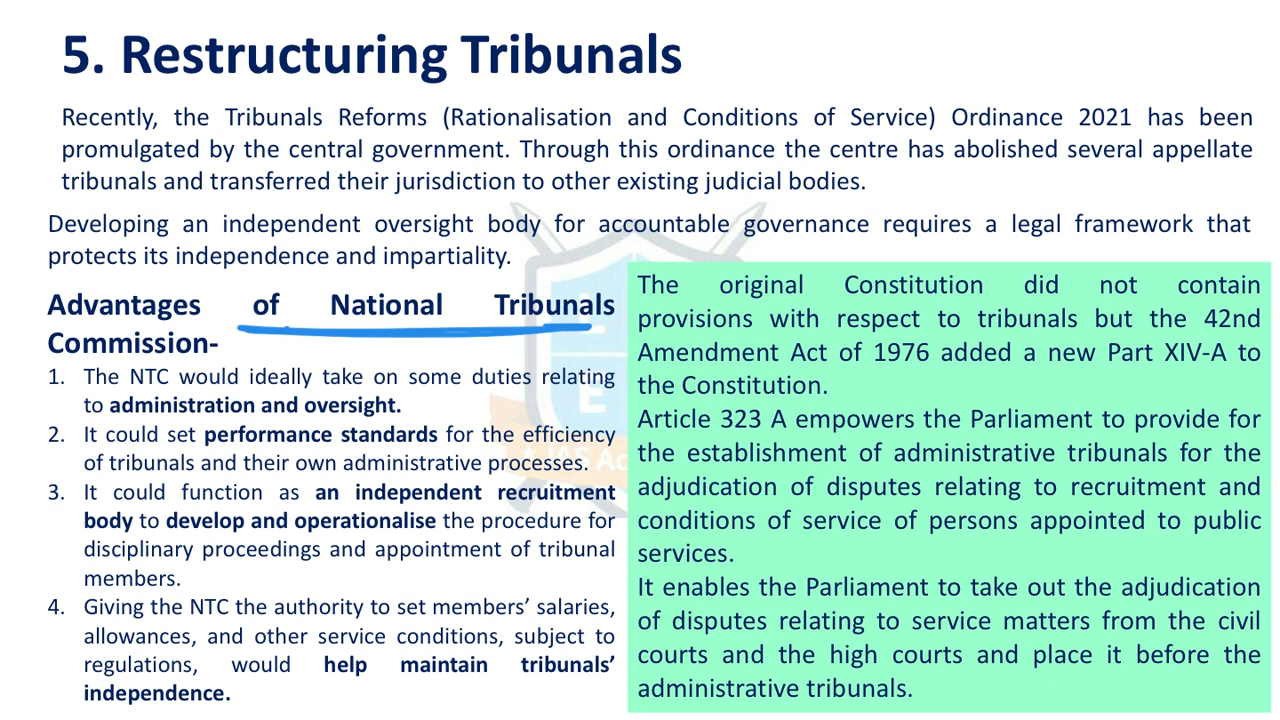 5. Restructuring Tribunals
Recently, the Tribunals Reforms (Rationalisation and Conditions of Service) Ordinance 2021 has been
promulgated by the central government. Through this ordinance the centre has abolished several appellate
tribunals and transferred their jurisdiction to other existing judicial bodies.
Developing an independent oversight body for accountable governance requires a legal framework that
protects its independence and impartiality.
Advantages of National Tribunals
Commission-
1. The NTC would ideally take on some duties relating
to administration and oversight.
2. It could set performance standards for the efficiency
of tribunals and their own administrative processes.
3. It could function as an independent recruitment
body to develop and operationalise the procedure for
disciplinary proceedings and appointment of tribunal
members.
4. Giving the NTC the authority to set members’ salaries,
allowances, and other service conditions, subject to
regulations, would help maintain tribunals’
independence.
The original Constitution did not contain
provisions with respect to tribunals but the 42nd
Amendment Act of 1976 added a new Part XIV-A to
the Constitution.
Article 323 A empowers the Parliament to provide for
the establishment of administrative tribunals for the
adjudication of disputes relating to recruitment and
conditions of service of persons appointed to public
services.
It enables the Parliament to take out the adjudication
of disputes relating to service matters from the civil
courts and the high courts and place it before the
administrative tribunals.